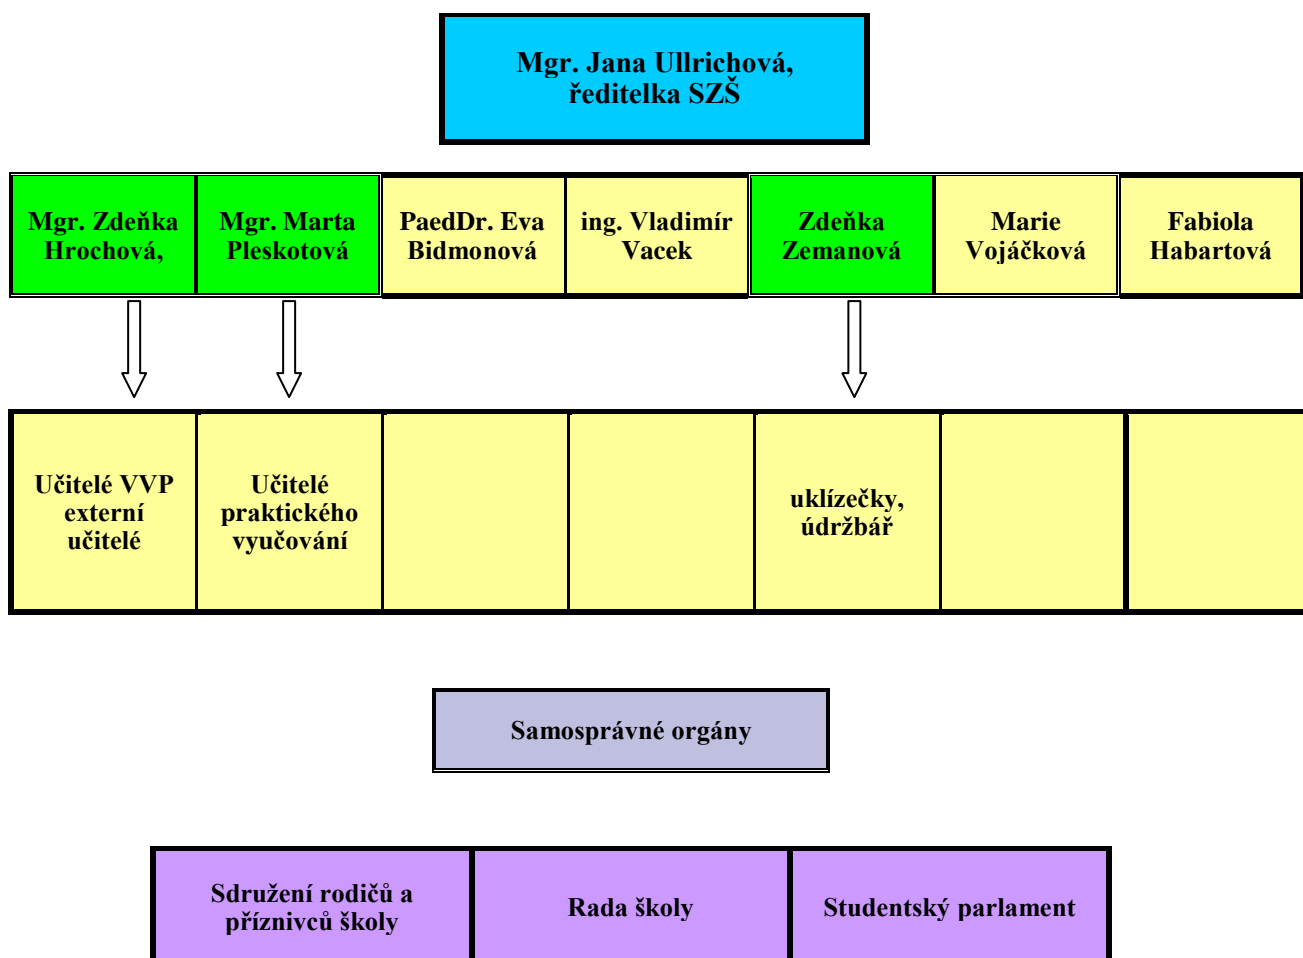 Mgr. Jana Ullrichová,
ředitelka SZŠ
Mgr. Zdeňka
Hrochová,
Mgr. Marta
Pleskotová
PaedDr. Eva
Bidmonová
ing. Vladimír
Vacek
Zdeňka
Zemanová
Marie
Vojáčková
Fabiola
Habartová
Učitelé VVP
externí
učitelé
Učitelé
praktického
vyučování
uklízečky,
údržbář
Samosprávné orgány
Sdružení rodičů a
příznivců školy
Rada školy
Studentský parlament